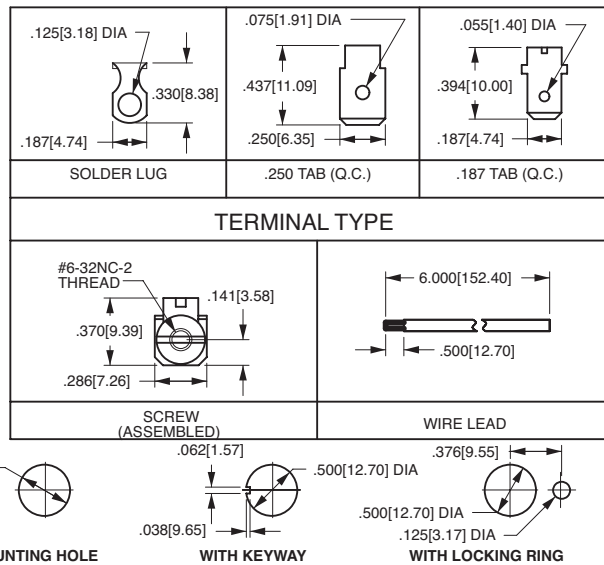 .125[3.18] DIA
.330[8.38]
.187[4.74]
SOLDER LUG
.075[1.91] DIA
.437[11.09]
.250[6.35]
.250 TAB (Q.C.)
.055[1.40] DIA
.394[10.00]
.187[4.74]
.187 TAB (Q.C.)
TERMINAL TYPE
#6-32NC-2
THREAD
.141[3.58]
.370[9.39]
.286[7.26]
SCREW
(ASSEMBLED)
6.000[152.40]
.500[12.70]
WIRE LEAD
UNTING HOLE
.062[1.57]
.500[12.70] DIA
.038[9.65]
WITH KEYWAY
.376[9.55]
.500[12.70] DIA
.125[3.17] DIA
WITH LOCKING RING